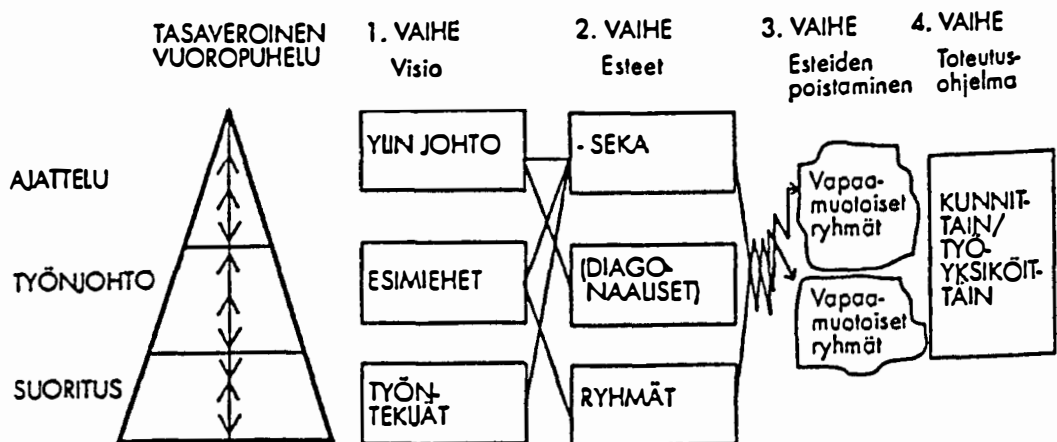 TASAVEROINEN
VUOROPUHELU
1. VAIHE
Visio
2. VAIHE
Esteet
3. VAIHE
Esteiden
poistaminen
4. VAIHE
Toteutus-
ohjelma
AJATTELU
TYÖNJOHTO
SUORITUS
YLIN JOHTO
ESIMIEHET
TYÖN-
TEKIJÄT
- SEKA
(DIAGO-
NAALISET)
RYHMÄT
Vapaa-
muotoiset
ryhmät
Vapaa-
muotoiset
ryhmät
KUNNIT-
TAIN/
TYÖ-
YKSIKÖIT-
TÄIN